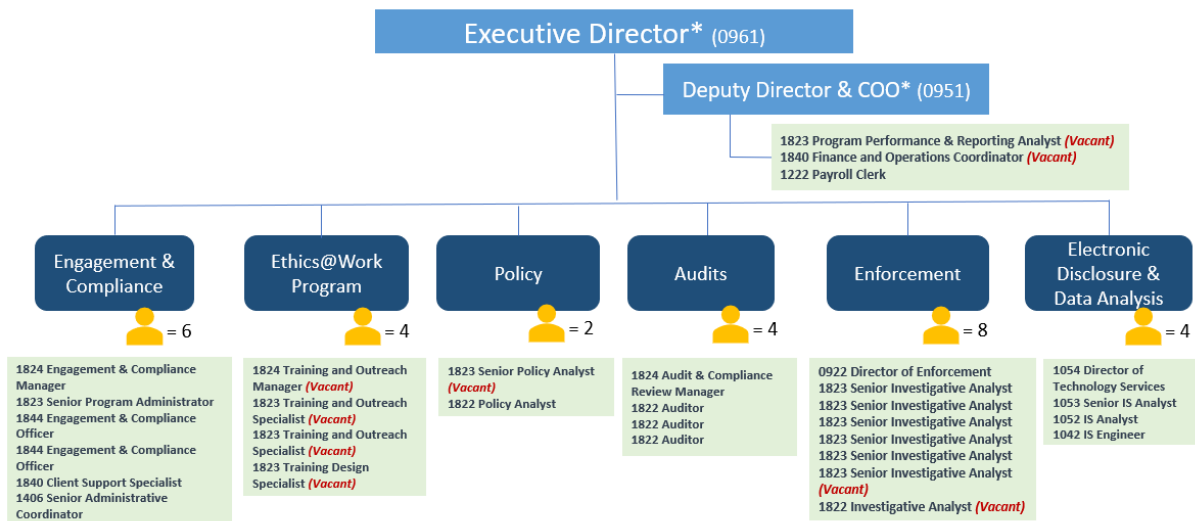 Executive Director* (0961)
Deputy Director & COO* (0951)
1823 Program Performance & Reporting Analyst (Vacant)
1840 Finance and Operations Coordinator (Vacant)
1222 Payroll Clerk
Engagement &
Compliance
= 6
1824 Engagement & Compliance
Manager
1823 Senior Program Administrator
1844 Engagement & Compliance
Officer
1844 Engagement & Compliance
Officer
1840 Client Support Specialist
1406 Senior Administrative
Coordinator
Ethics@Work
Program
= 4
1824 Training and Outreach
Manager (Vacant)
1823 Training and Outreach
Specialist (Vacant)
1823 Training and Outreach
Specialist (Vacant)
1823 Training Design
Specialist (Vacant)
Policy
= 2
1823 Senior Policy Analyst
(Vacant)
1822 Policy Analyst
Audits
= 4
1824 Audit & Compliance
Review Manager
1822 Auditor
1822 Auditor
1822 Auditor
Enforcement
= 8
0922 Director of Enforcement
1823 Senior Investigative Analyst
1823 Senior Investigative Analyst
1823 Senior Investigative Analyst
1823 Senior Investigative Analyst
1823 Senior Investigative Analyst
1823 Senior Investigative Analyst
(Vacant)
1822 Investigative Analyst (Vacant)
Electronic
Disclosure &
Data Analysis
= 4
1054 Director of
Technology Services
1053 Senior IS Analyst
1052 IS Analyst
1042 IS Engineer